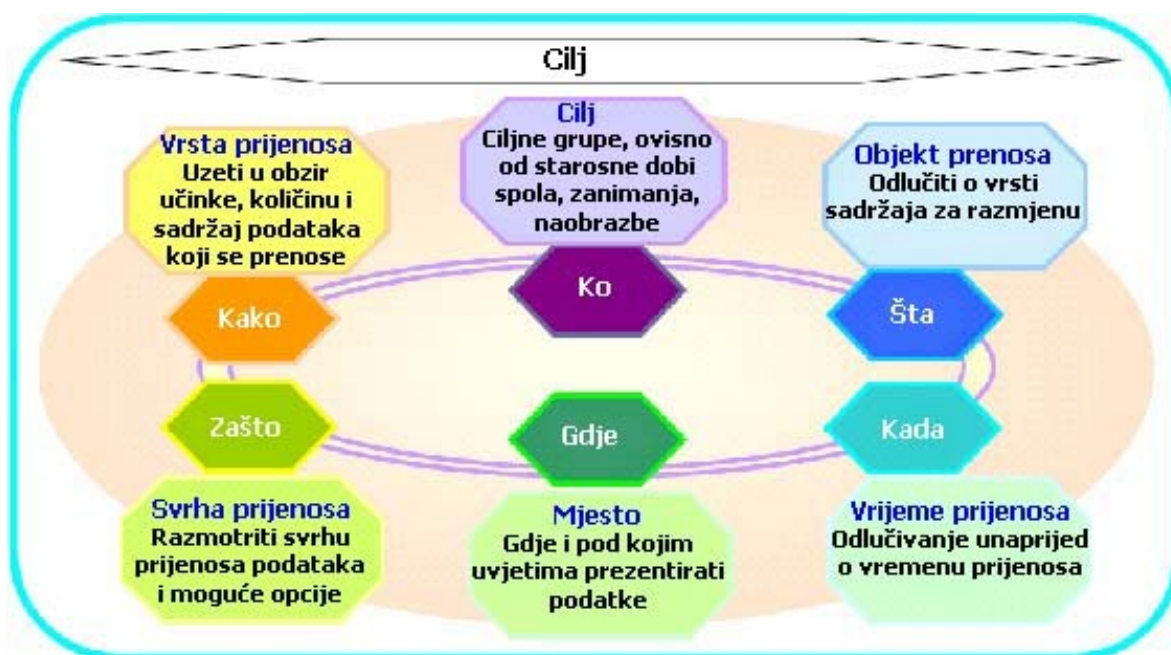 Cilj
Vrsta prijenosa
Uzeti u obzir
učinke, količinu i
sadržaj podataka
koji se prenose
Kako
Cilj
Ciljne grupe, ovisno
od starosne dobi
spola, zanimanja,
naobrazbe
Ko
Objekt prenosa
Odlučiti o vrsti
sadržaja za razmjenu
Šta
Zašto
Svrha prijenosa
Razmotriti svrhu
prijenosa podataka
i moguće opcije
Gdje
Mjesto
Gdje i pod kojim
uvjetima prezentirati
podatke
Kada
Vrijeme prijenosa
Odlučivanje unaprijed
o vremenu prijenosa